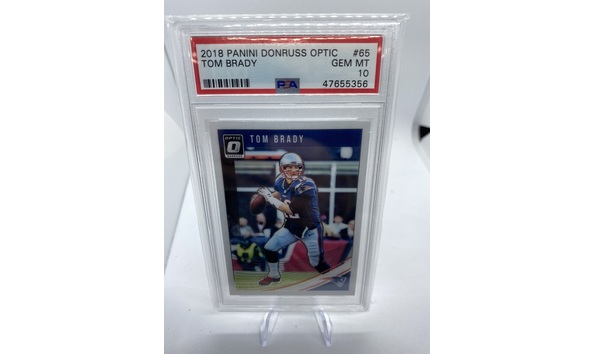 2018 PANINI DONRUSS OPTIC #65
TOM BRADY GEM MT
10
PSA 47655356
OPTIC
TOM BRADY